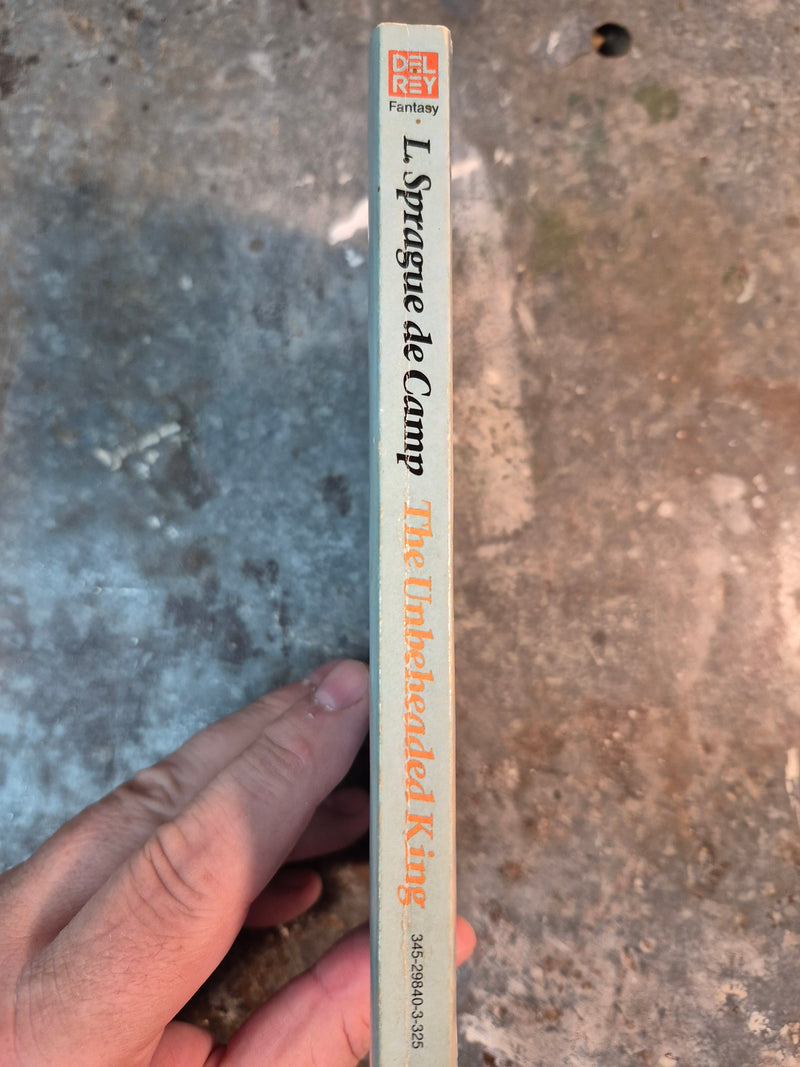 DEL
REY
Fantasy
L. Sprague de Camp The Unbeheaded King 345-29840-3-325